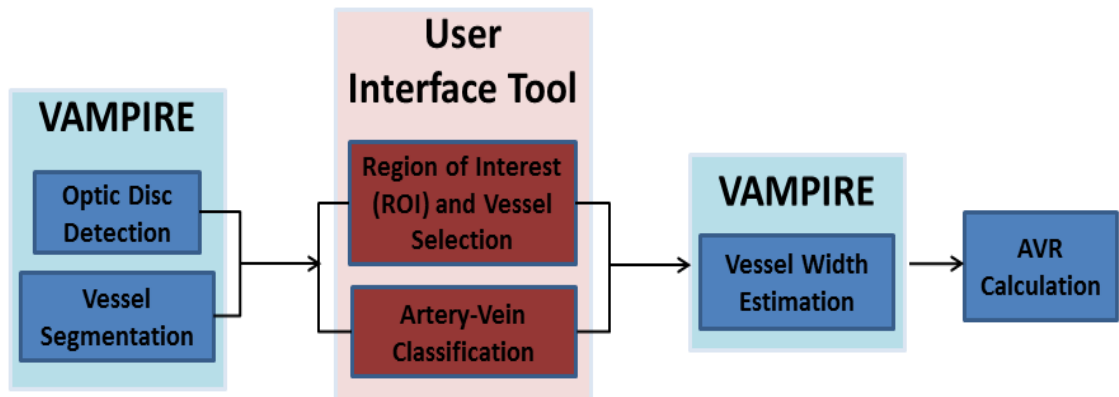 VAMPIRE
Optic Disc
Detection
Vessel
Segmentation
User
Interface Tool
Region of Interest
(ROI) and Vessel
Selection
Artery-Vein
Classification
VAMPIRE
Vessel Width
Estimation
AVR
Calculation